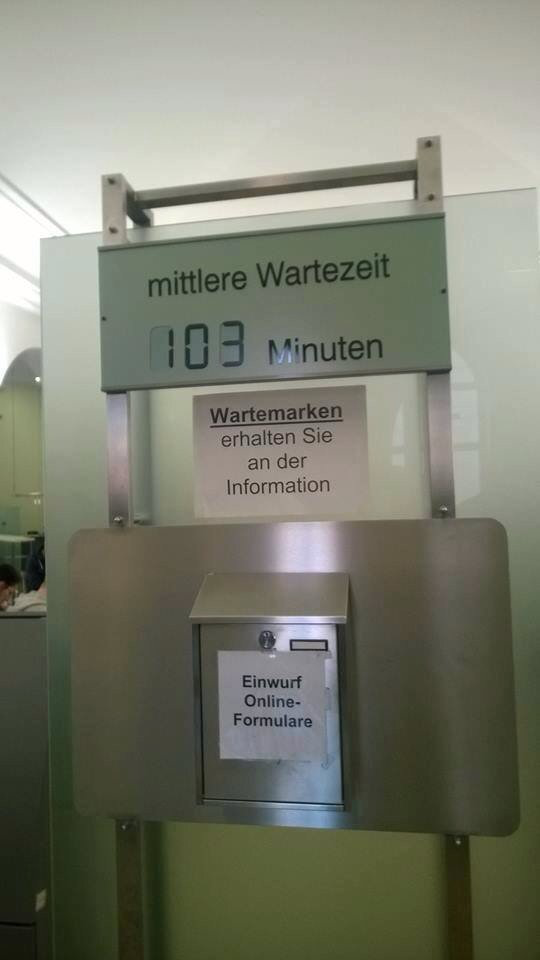 mittlere Wartezeit
103 Minuten
Wartemarken
erhalten Sie
an der
Information
Einwurf
Online-
Formulare